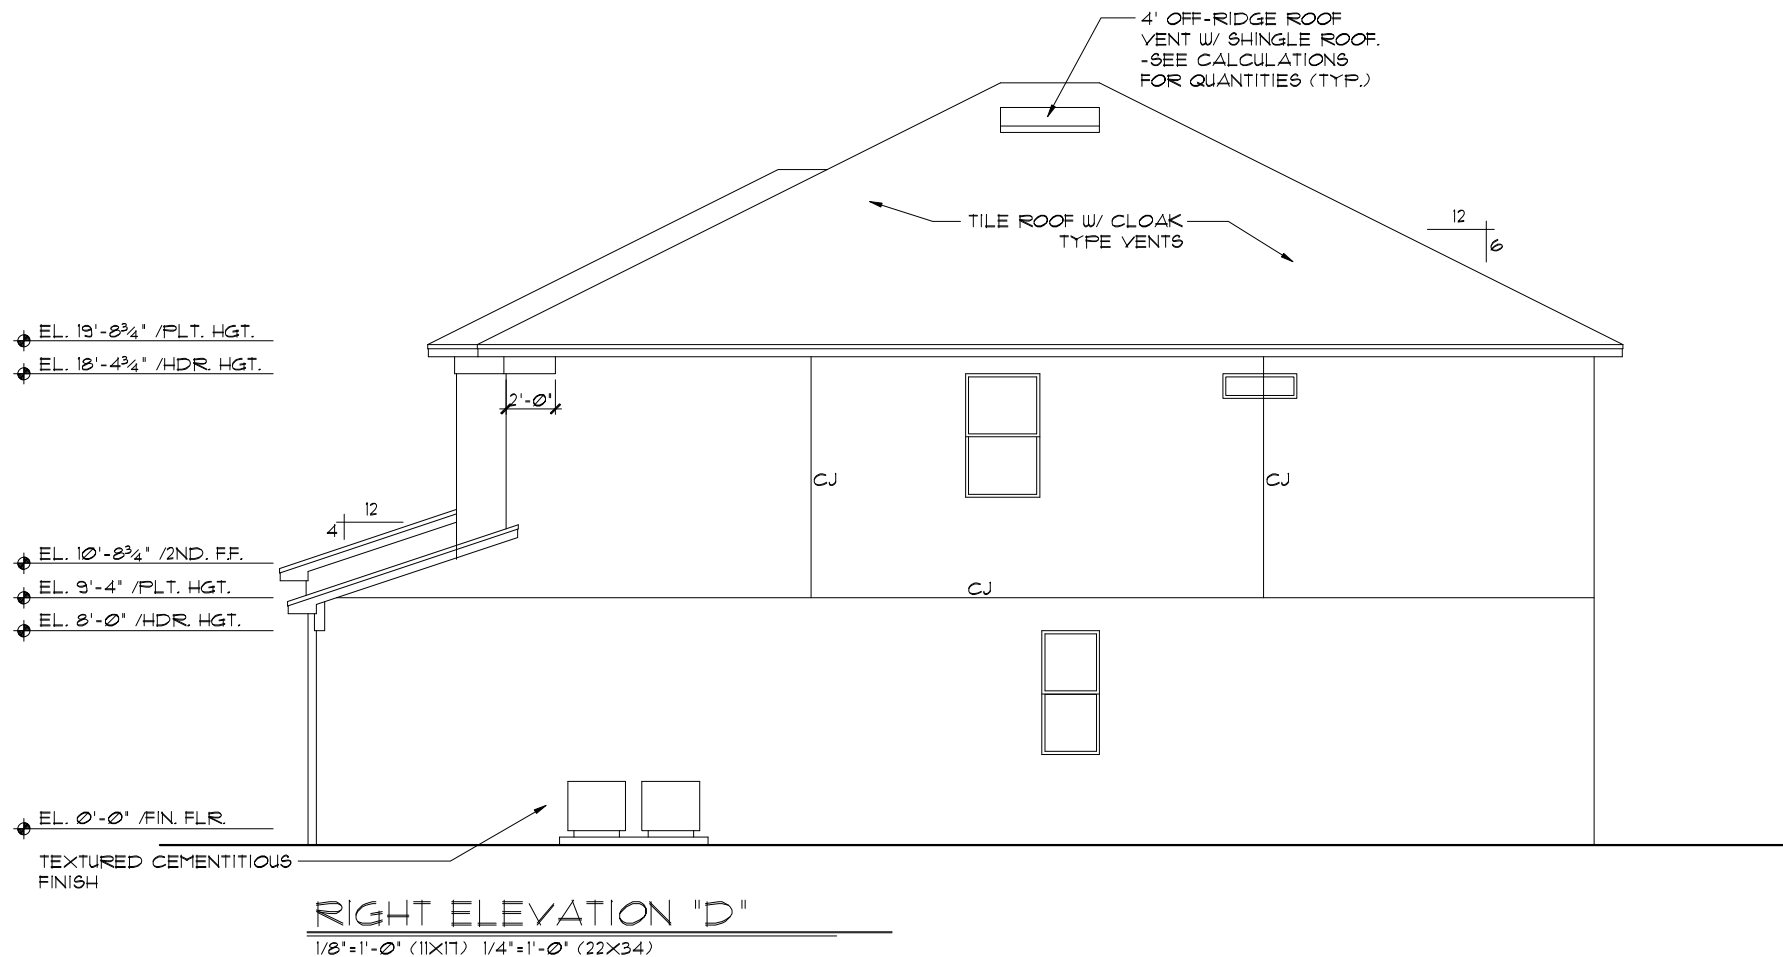 4' OFF-RIDGE ROOF
VENT W/ SHINGLE ROOF.
-SEE CALCULATIONS
FOR QUANTITIES (TYP.)
TILE ROOF W/ CLOAK
TYPE VENTS
12
6
EL. 19'-8¾" /PLT. HGT.
EL. 18'-4¾" /HDR. HGT.
2'-0"
CJ
CJ
12
4
EL. 10'-8¾" /2ND. F.F.
EL. 9'-4" /PLT. HGT.
CJ
EL. 8'-0" /HDR. HGT.
EL. 0'-0" /FIN. FLR.
TEXTURED CEMENTITIOUS
FINISH
RIGHT ELEVATION "D"
1/8"=1'-0" (11X17) 1/4"=1'-0" (22X34)